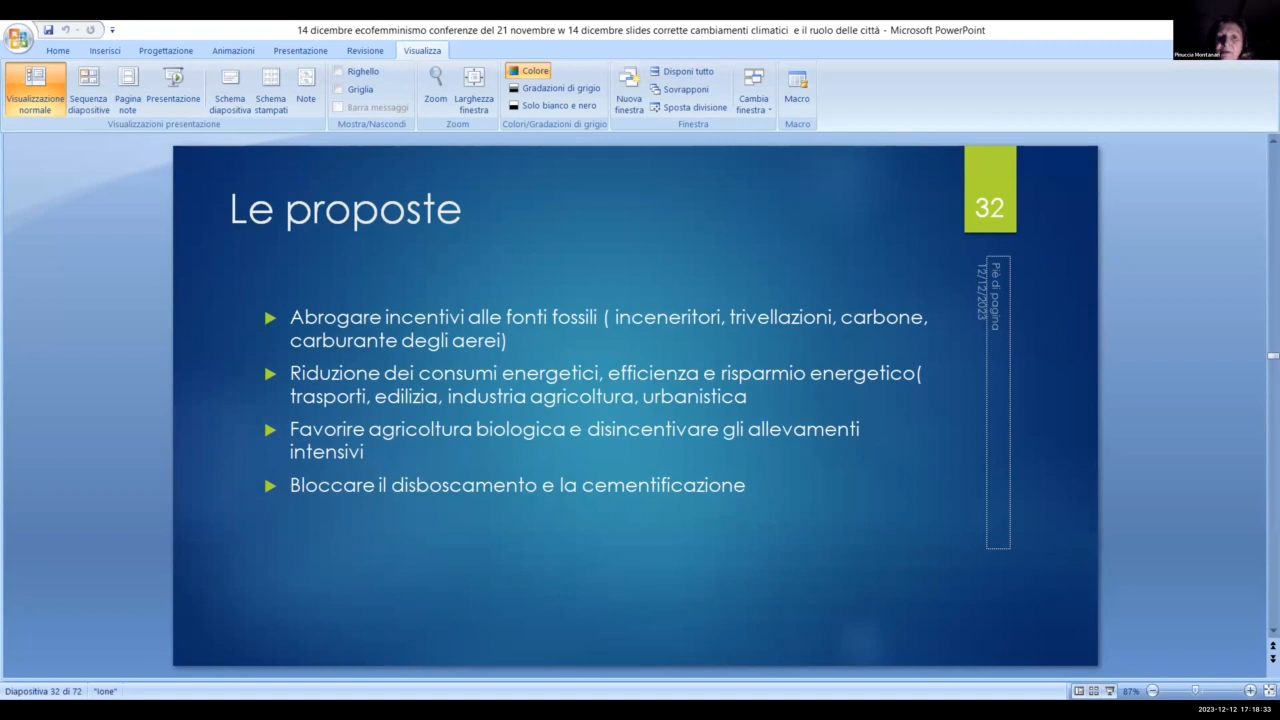 14 dicembre ecofemminismo conferenze del 21 novembre w 14 dicembre slides corrette cambiamenti climatici e il ruolo delle città - Microsoft PowerPoint
Pinuccia Montanari
Home Inserisci Progettazione Animazioni Presentazione Revisione Visualizza
Visualizzazione normale
Sequenza diapositive
Pagina note
Presentazione
Schema diapositiva
Schema stampati
Note
Visualizzazioni presentazione
Righello
Griglia
Barra messaggi
Mostra/Nascondi
Zoom
Larghezza finestra
Zoom
Colore
Gradazioni di grigio
Solo bianco e nero
Colori/Gradazioni di grigio
Nuova finestra
Disponi tutto
Sovrapponi
Sposta divisione
Cambia finestra
Finestra
Macro
Macro
Le proposte
32
Piè di pagina
12/12/2023
Abrogare incentivi alle fonti fossili ( inceneritori, trivellazioni, carbone,
carburante degli aerei)
Riduzione dei consumi energetici, efficienza e risparmio energetico(
trasporti, edilizia, industria agricoltura, urbanistica
Favorire agricoltura biologica e disincentivare gli allevamenti
intensivi
Bloccare il disboscamento e la cementificazione
Diapositiva 32 di 72 "Ione" 87%
2023-12-12 17:18:33